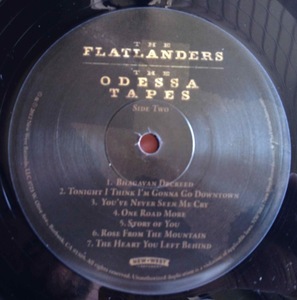 THE
FLATLANDERS
THE
ODESSA
TAPES
SIDE TWO
1. BHAGAVAN DECREED
2. TONIGHT I THINK I'M GONNA GO DOWNTOWN
3. YOU'VE NEVER SEEN ME CRY
4. ONE ROAD MORE
5. STORY OF YOU
6. ROSE FROM THE MOUNTAIN
7. THE HEART YOU LEFT BEHIND
NEW WEST